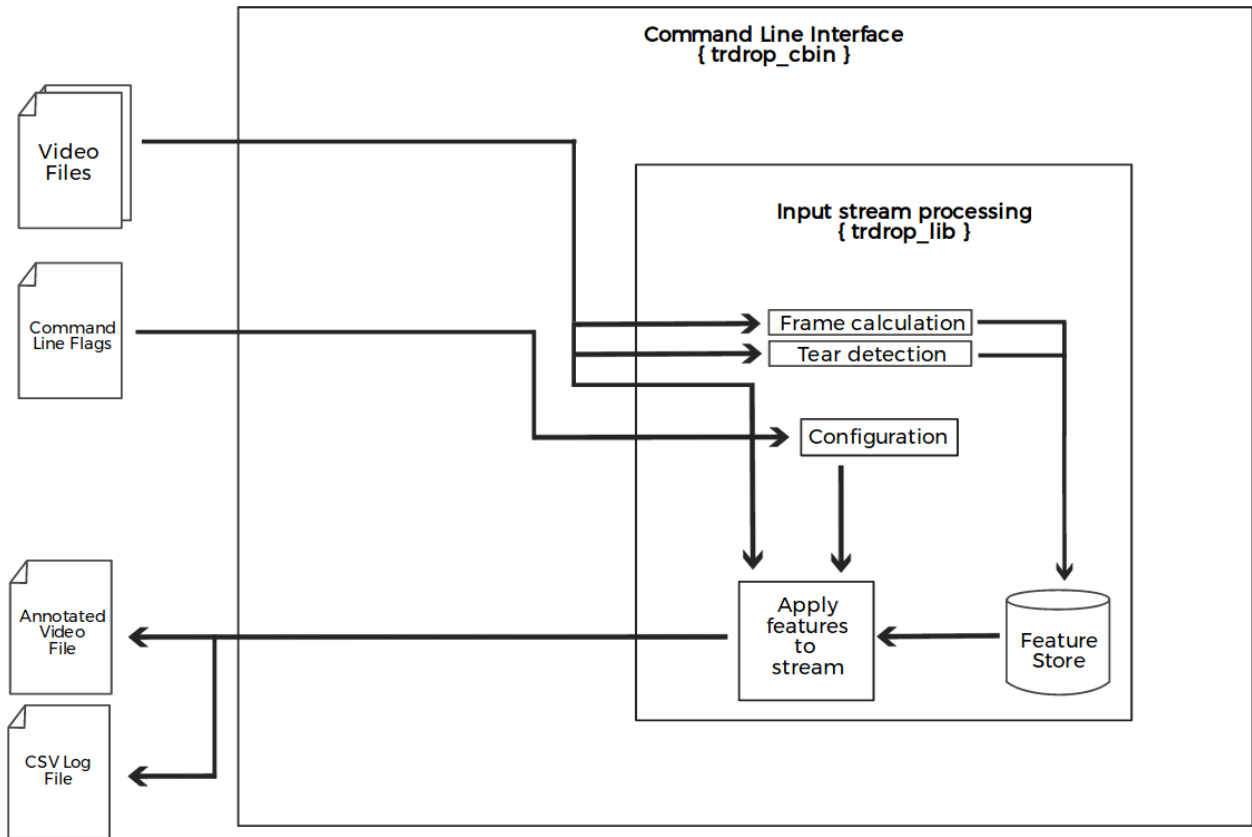 Command Line Interface
{ trdrop_cbin }
Video
Files
Input stream processing
{ trdrop_lib }
Command
Line Flags
Frame calculation
Tear detection
Configuration
Annotated
Video
File
Apply
features
to
stream
Feature
Store
CSV Log
File